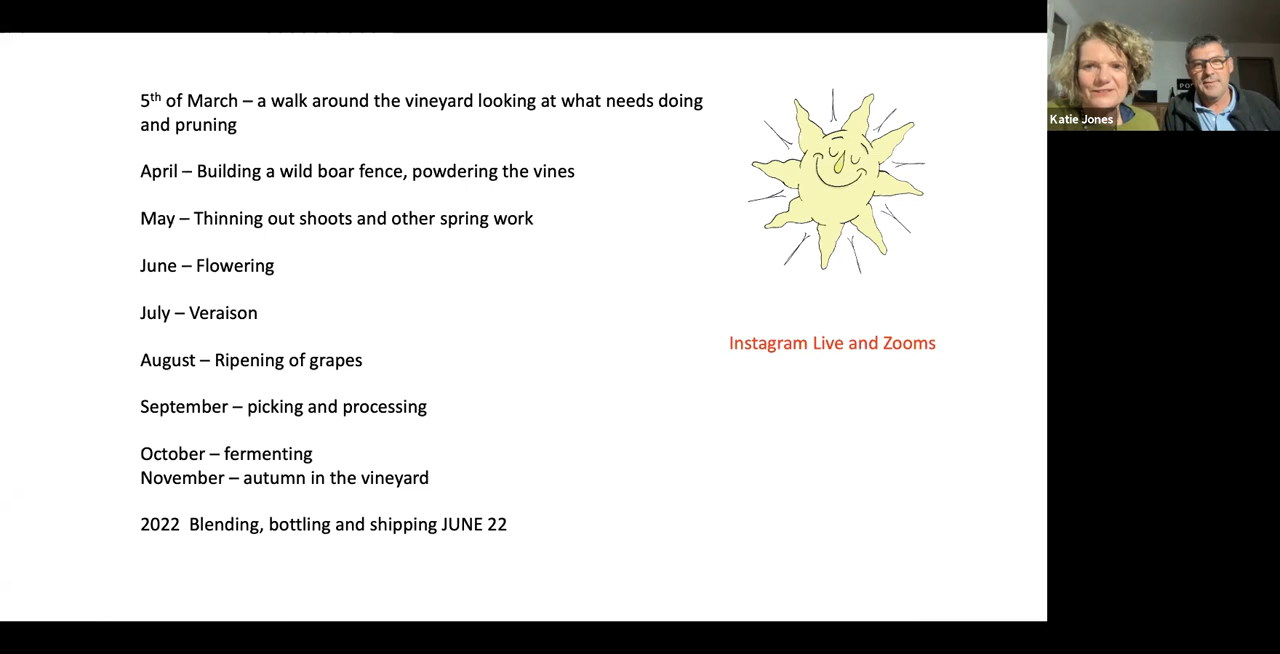 5th of March – a walk around the vineyard looking at what needs doing
and pruning
April – Building a wild boar fence, powdering the vines
May – Thinning out shoots and other spring work
June – Flowering
July – Veraison
August – Ripening of grapes
September – picking and processing
October – fermenting
November – autumn in the vineyard
2022  Blending, bottling and shipping JUNE 22
Instagram Live and Zooms
Katie Jones